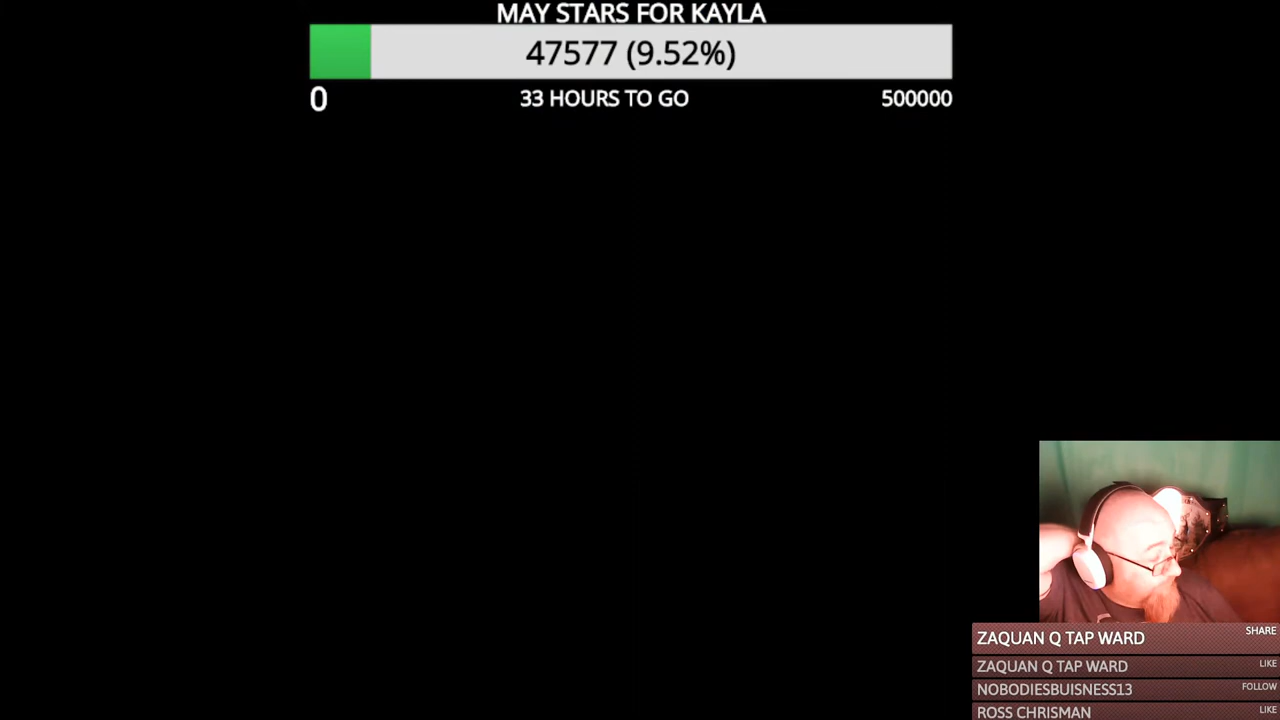 MAY STARS FOR KAYLA
47577 (9.52%)
0 33 HOURS TO GO 500000
ZAQUAN Q TAP WARD SHARE
ZAQUAN Q TAP WARD LIKE
NOBODIESBUISNESS13 FOLLOW
ROSS CHRISMAN LIKE